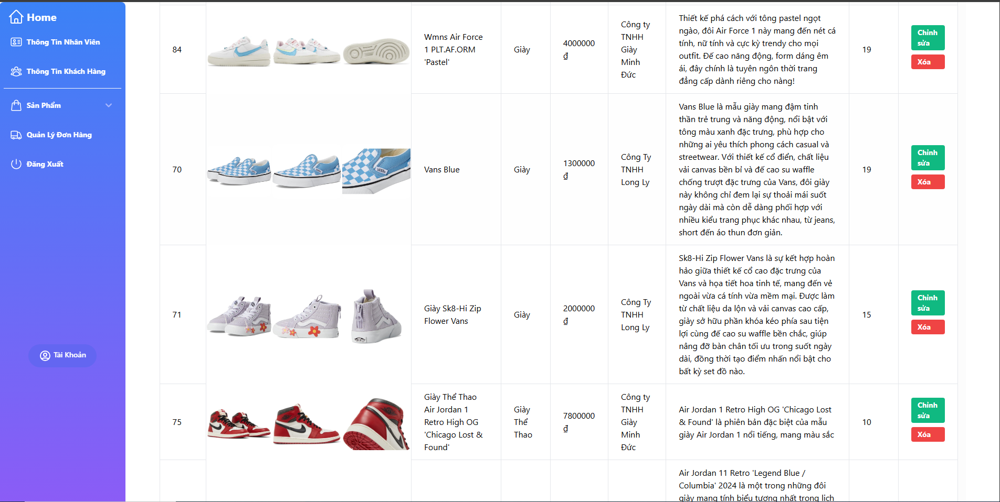 Home
Thông Tin Nhân Viên
Thông Tin Khách Hàng
Sản Phẩm
Quản Lý Đơn Hàng
Đăng Xuất
Tài Khoản
84
Wmns Air Force
1 PLT.AF.ORM
'Pastel'
Giày
4000000
₫
Công ty
TNHH
Giày
Minh
Đức
Thiết kế phá cách với tông pastel ngọt
ngào, đôi Air Force 1 này mang đến nét cá
tính, nữ tính và cực kỳ trendy cho mọi
outfit. Đế cao năng động, form dáng êm
ái, đây chính là tuyên ngôn thời trang
đẳng cấp dành riêng cho nàng!
19
Chỉnh
sửa
Xóa
70
Vans Blue
Giày
1300000
₫
Công Ty
TNHH
Long Ly
Vans Blue là mẫu giày mang đậm tinh
thần trẻ trung và năng động, nổi bật với
tông màu xanh đặc trưng, phù hợp cho
những ai yêu thích phong cách casual và
streetwear. Với thiết kế cổ điển, chất liệu
vải canvas bền bỉ và đế cao su waffle
chống trượt đặc trưng của Vans, đôi giày
này không chỉ đem lại sự thoải mái suốt
ngày dài mà còn dễ dàng phối hợp với
nhiều kiểu trang phục khác nhau, từ jeans,
short đến áo thun đơn giản.
19
Chỉnh
sửa
Xóa
71
Giày Sk8-Hi Zip
Flower Vans
Giày
2000000
₫
Công Ty
TNHH
Long Ly
Sk8-Hi Zip Flower Vans là sự kết hợp hoàn
hảo giữa thiết kế cổ cao đặc trưng của
Vans và họa tiết hoa tinh tế, mang đến vẻ
ngoài vừa cá tính vừa mềm mại. Được làm
từ chất liệu da lộn và vải canvas cao cấp,
giày sở hữu phần khóa kéo phía sau tiện
lợi cùng đế cao su waffle bền chắc, giúp
nâng đỡ bàn chân tối ưu trong suốt ngày
dài, đồng thời tạo điểm nhấn nổi bật cho
bất kỳ set đồ nào.
15
Chỉnh
sửa
Xóa
75
Giày Thể Thao
Air Jordan 1
Retro High OG
'Chicago Lost &
Found'
Giày
Thể
Thao
7800000
₫
Công ty
TNHH
Giày
Minh
Đức
Air Jordan 1 Retro High OG 'Chicago Lost
& Found' là phiên bản đặc biệt của mẫu
giày Air Jordan 1 nổi tiếng, mang màu sắc
10
Chỉnh
sửa
Xóa
Air Jordan 11 Retro 'Legend Blue /
Columbia' 2024 là một trong những đôi
giày mang tính biểu tượng nhất trong lịch